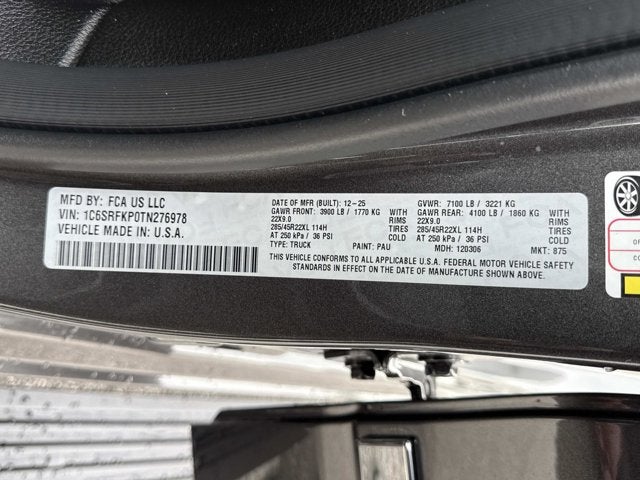 MFD BY: FCA US LLC
VIN: 1C6SRFKP0TN276978
VEHICLE MADE IN: U.S.A.
DATE OF MFR (BUILT): 12-25 GVWR: 7100 LB / 3221 KG
GAWR FRONT: 3900 LB / 1770 KG WITH GAWR REAR: 4100 LB / 1860 KG WITH
22X9.0 RIMS 22X9.0 RIMS
285/45R22XL 114H TIRES 285/45R22XL 114H TIRES
AT 250 kPa / 36 PSI COLD AT 250 kPa / 36 PSI COLD
TYPE: TRUCK PAINT: PAU MDH: 120306 MKT: 875
THIS VEHICLE CONFORMS TO ALL APPLICABLE U.S.A. FEDERAL MOTOR VEHICLE SAFETY
STANDARDS IN EFFECT ON THE DATE OF MANUFACTURE SHOWN ABOVE.